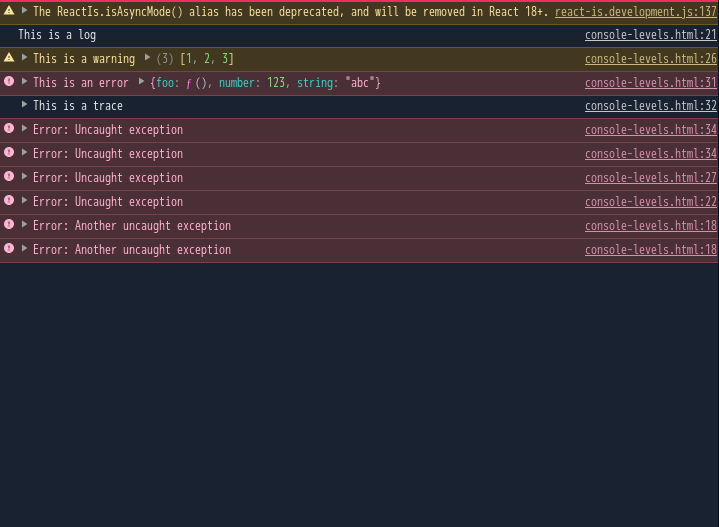 The ReactIs.isAsyncMode() alias has been deprecated, and will be removed in React 18+. react-is.development.js:137
This is a log console-levels.html:21
This is a warning (3) [1, 2, 3] console-levels.html:26
This is an error {foo: ƒ (), number: 123, string: "abc"} console-levels.html:31
This is a trace console-levels.html:32
Error: Uncaught exception console-levels.html:34
Error: Uncaught exception console-levels.html:34
Error: Uncaught exception console-levels.html:27
Error: Uncaught exception console-levels.html:22
Error: Another uncaught exception console-levels.html:18
Error: Another uncaught exception console-levels.html:18